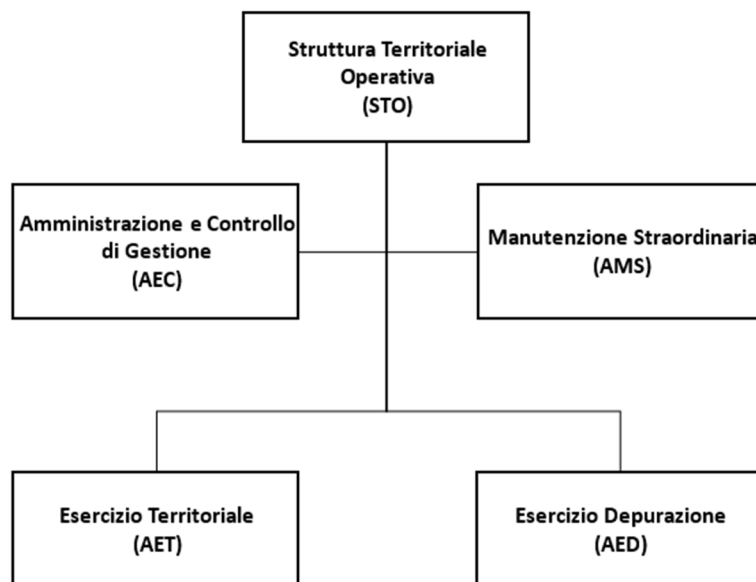 Struttura Territoriale
Operativa
(STO)
Amministrazione e Controllo
di Gestione
(AEC)
Manutenzione Straordinaria
(AMS)
Esercizio Territoriale
(AET)
Esercizio Depurazione
(AED)